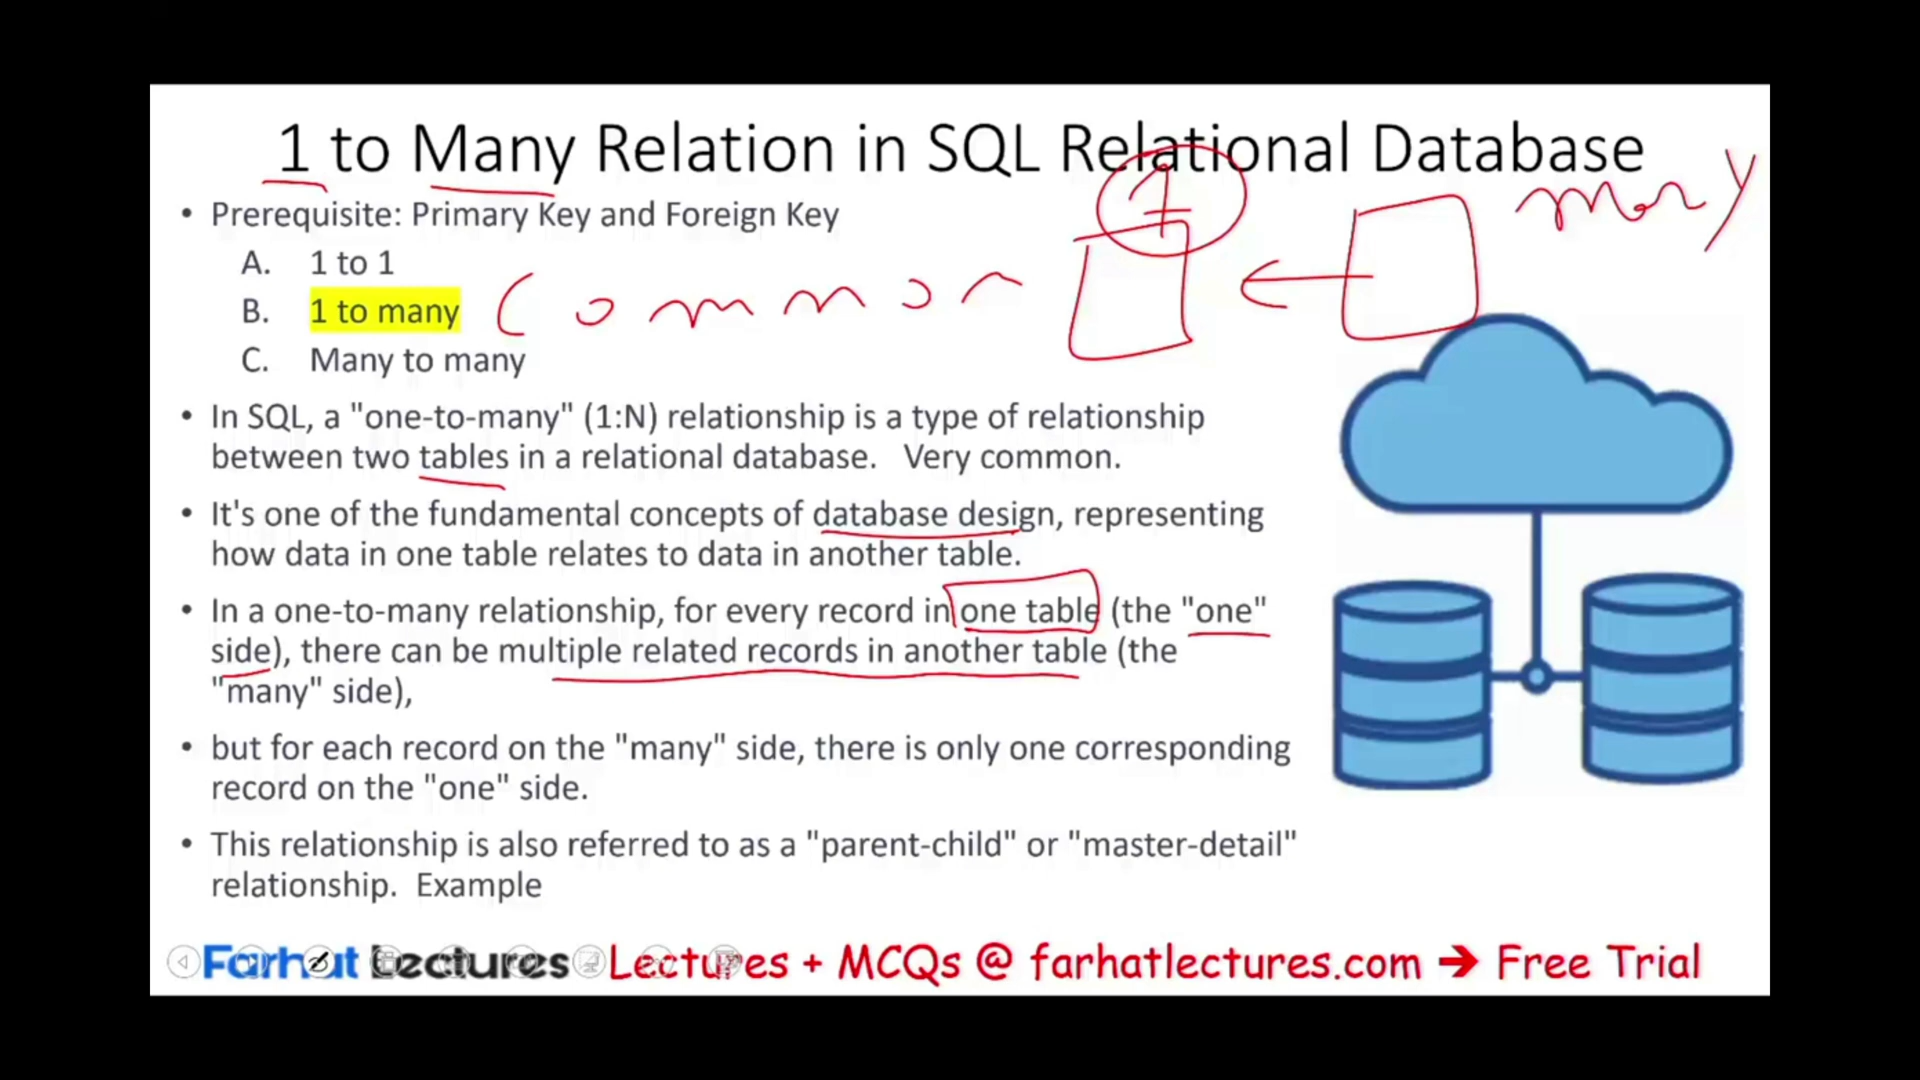 1 to Many Relation in SQL Relational Database
• Prerequisite: Primary Key and Foreign Key
1
many
A. 1 to 1
B. 1 to many
common
C. Many to many
• In SQL, a "one-to-many" (1:N) relationship is a type of relationship
between two tables in a relational database. Very common.
• It's one of the fundamental concepts of database design, representing
how data in one table relates to data in another table.
• In a one-to-many relationship, for every record in one table (the "one"
side), there can be multiple related records in another table (the
"many" side),
• but for each record on the "many" side, there is only one corresponding
record on the "one" side.
• This relationship is also referred to as a "parent-child" or "master-detail"
relationship. Example
Farhat Lectures Lectures + MCQs @ farhatlectures.com ➔ Free Trial